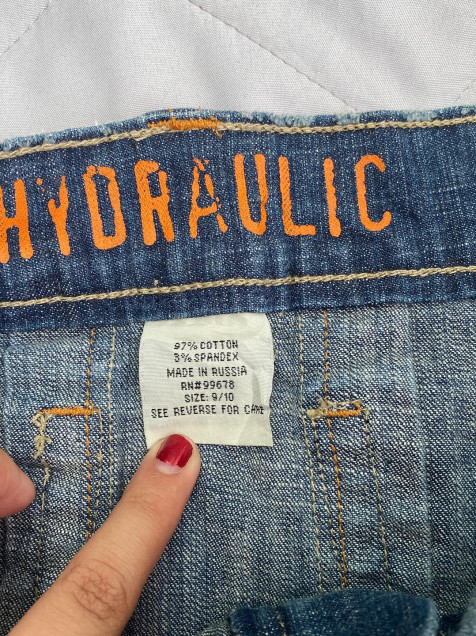 HYDRAULIC
97% COTTON
3% SPANDEX
MADE IN RUSSIA
RN#99678
SIZE: 9/10
SEE REVERSE FOR CARE